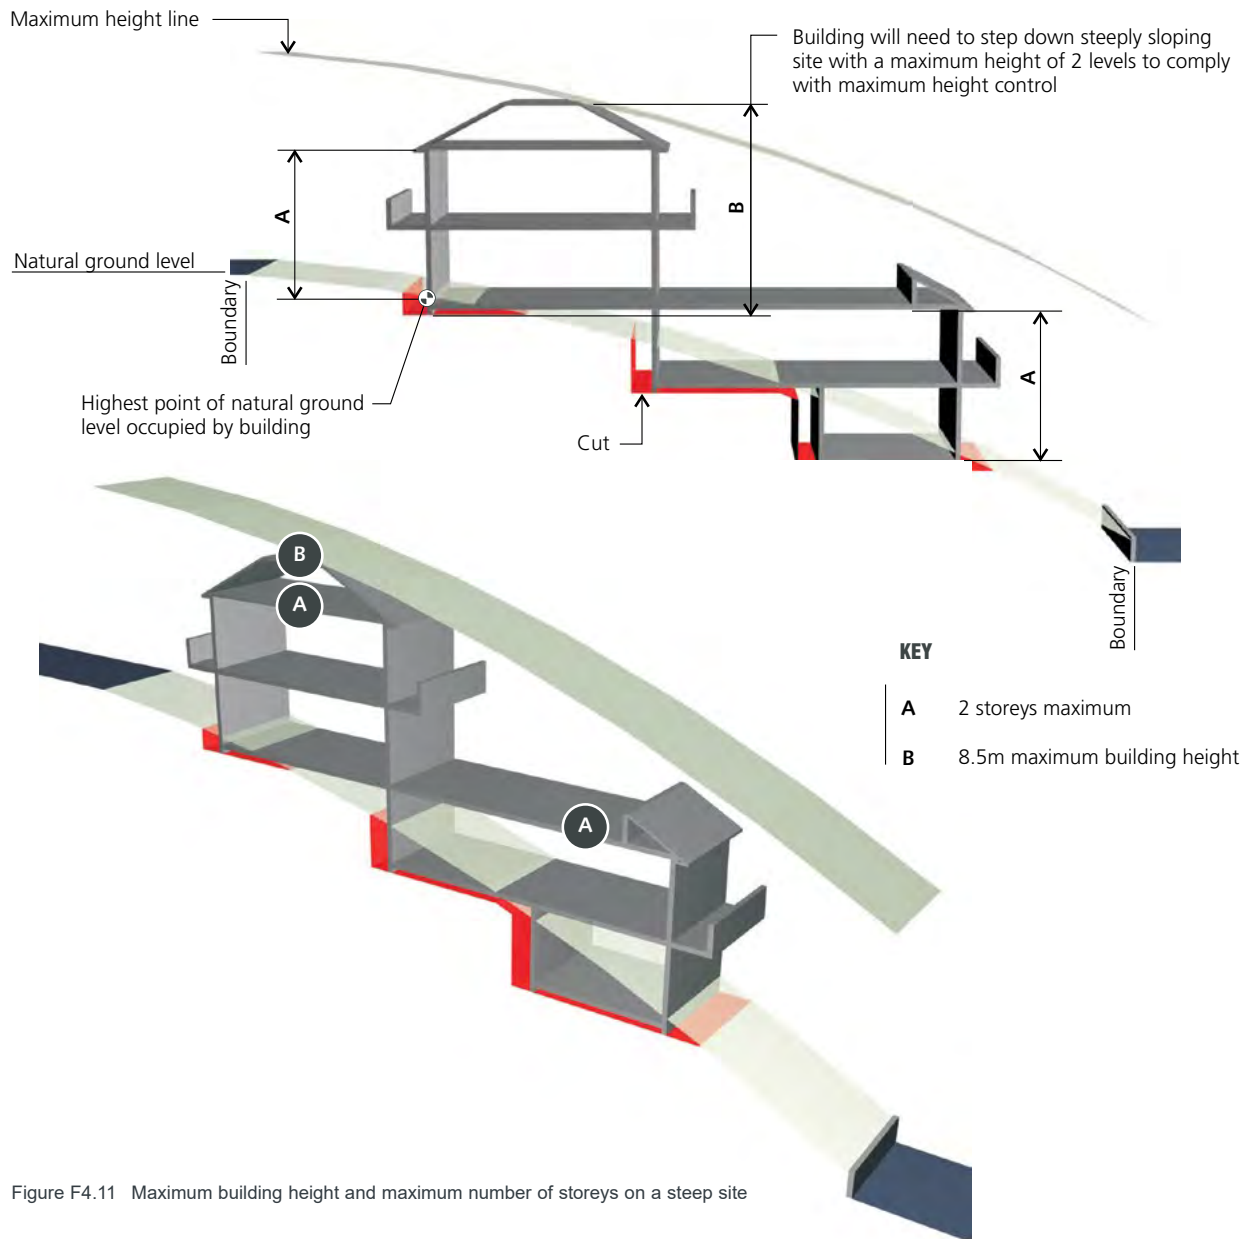 Maximum height line
Building will need to step down steeply sloping
site with a maximum height of 2 levels to comply
with maximum height control
A
B
Natural ground level
Boundary
A
Highest point of natural ground
level occupied by building
Cut
Boundary
B
A
A
KEY
A 2 storeys maximum
B 8.5m maximum building height
Figure F4.11 Maximum building height and maximum number of storeys on a steep site